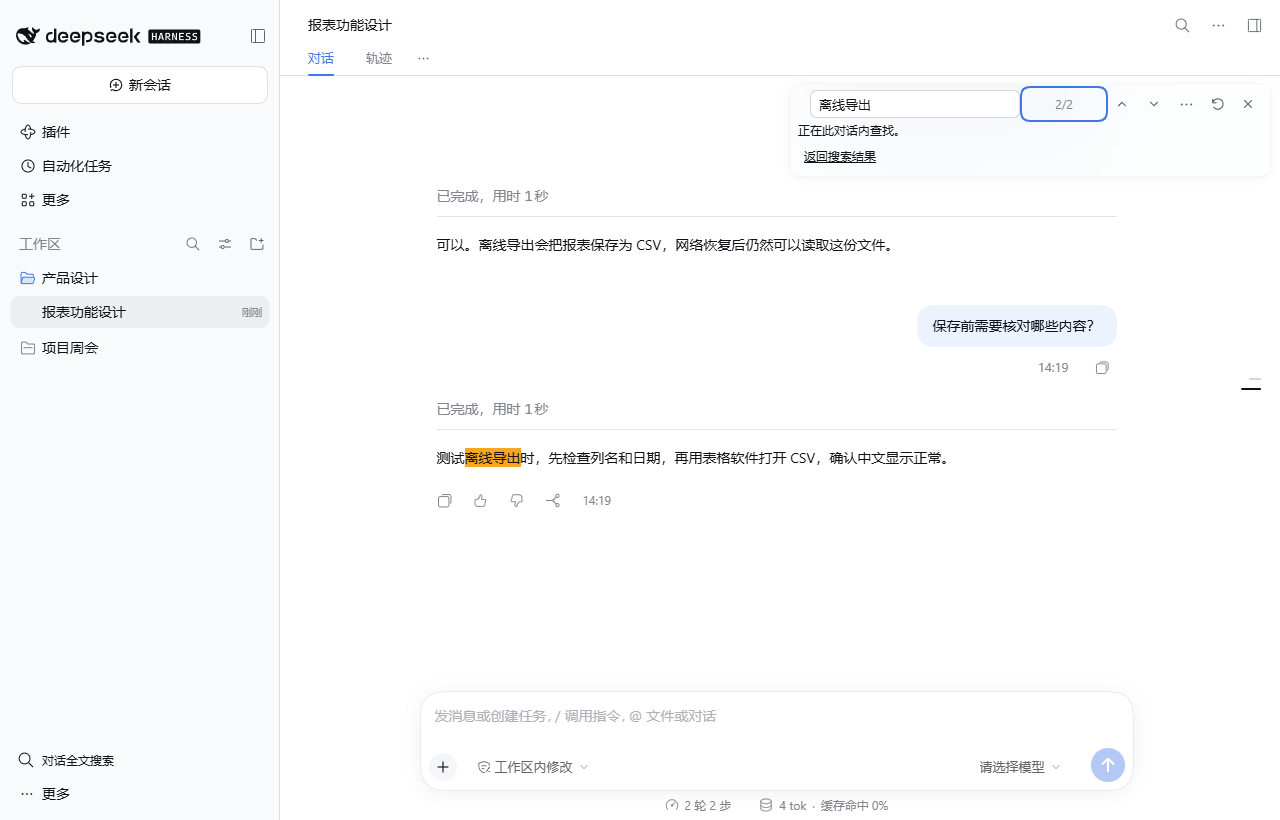 deepseek HARNESS
新会话
插件
自动化任务
更多
工作区
产品设计
报表功能设计 刚刚
项目周会
对话全文搜索
更多
报表功能设计
对话 轨迹
离线导出 2/2
正在此对话内查找。
返回搜索结果
已完成，用时 1 秒
可以。离线导出会把报表保存为 CSV，网络恢复后仍然可以读取这份文件。
保存前需要核对哪些内容？
14:19
已完成，用时 1 秒
测试离线导出时，先检查列名和日期，再用表格软件打开 CSV，确认中文显示正常。
14:19
发消息或创建任务, / 调用指令, @ 文件或对话
工作区内修改 请选择模型
2 轮 2 步 4 tok · 缓存命中 0%